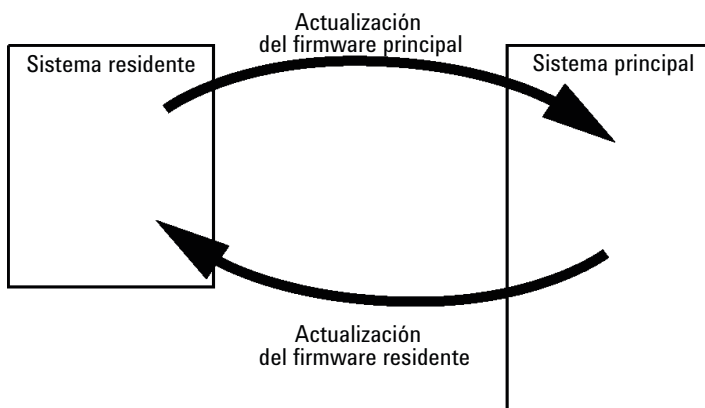 Actualización
del firmware principal
Sistema residente
Sistema principal
Actualización
del firmware residente